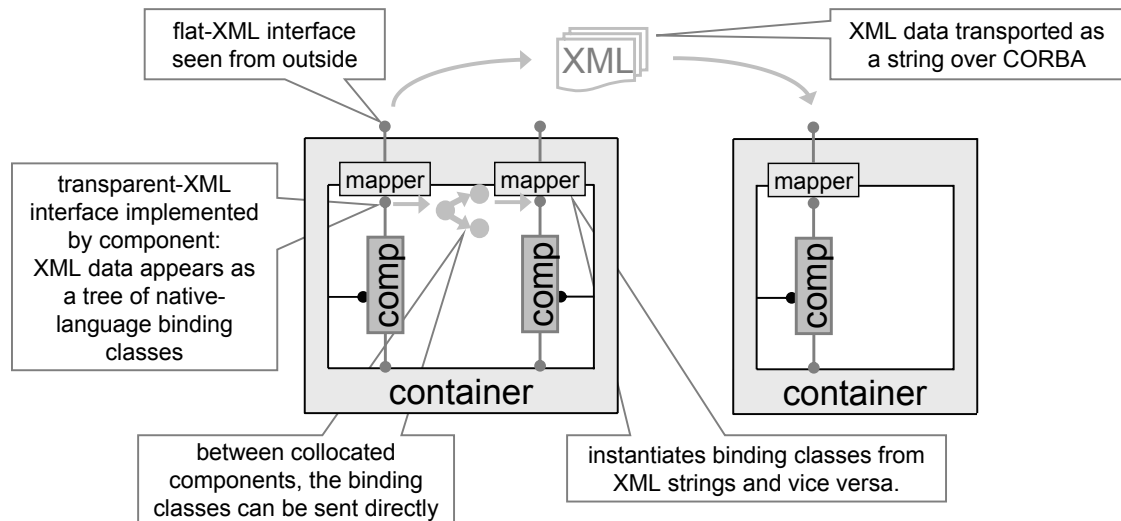 flat-XML interface
seen from outside
XML
XML data transported as
a string over CORBA
transparent-XML
interface implemented
by component:
XML data appears as
a tree of native-
language binding
classes
mapper
mapper
mapper
comp
comp
comp
container
container
between collocated
components, the binding
classes can be sent directly
instantiates binding classes from
XML strings and vice versa.